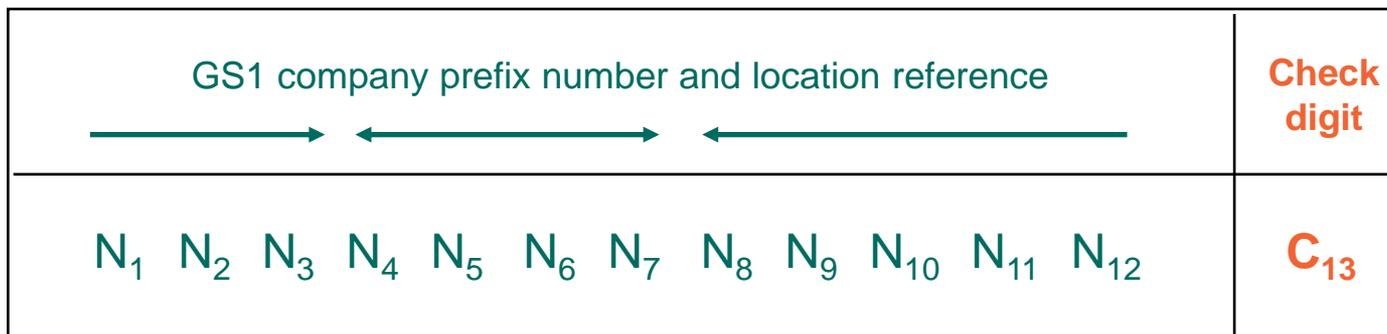 GS1 company prefix number and location reference
Check
digit
N₁ N₂ N₃ N₄ N₅ N₆ N₇ N₈ N₉ N₁₀ N₁₁ N₁₂ C₁₃